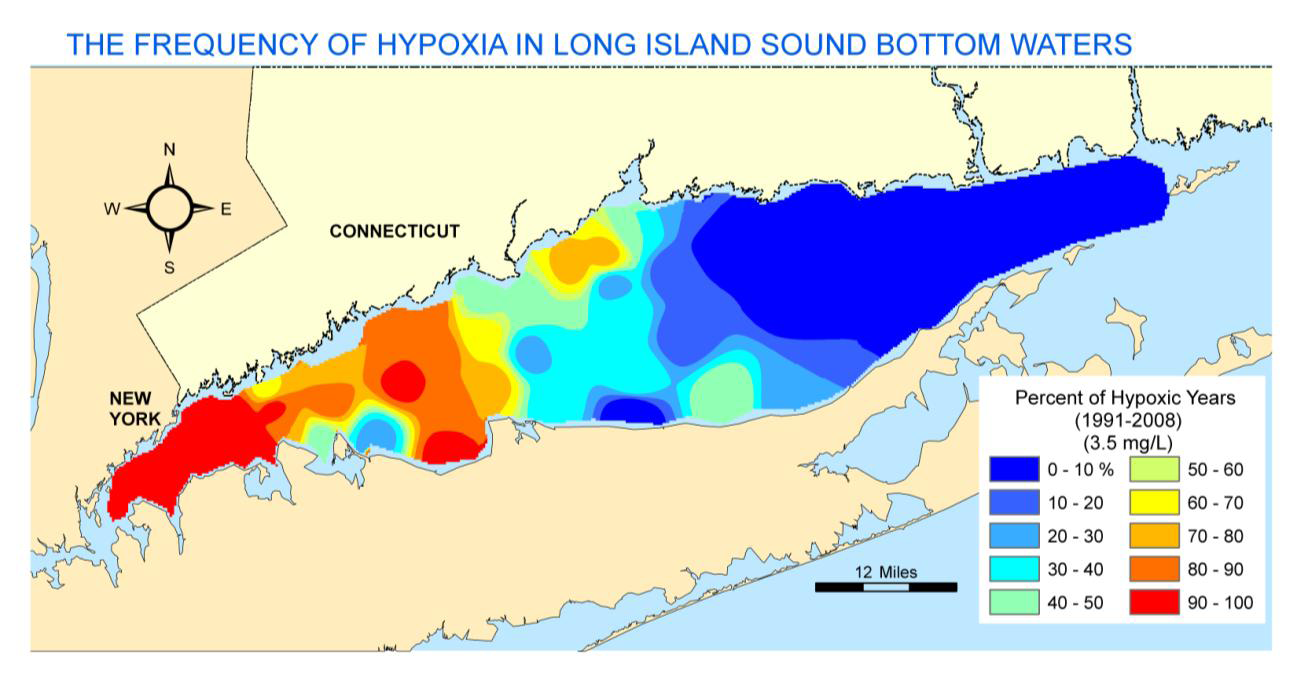 THE FREQUENCY OF HYPOXIA IN LONG ISLAND SOUND BOTTOM WATERS
N
W
E
S
CONNECTICUT
NEW
YORK
12 Miles
Percent of Hypoxic Years
(1991-2008)
(3.5 mg/L)
0 - 10 %
10 - 20
20 - 30
30 - 40
40 - 50
50 - 60
60 - 70
70 - 80
80 - 90
90 - 100